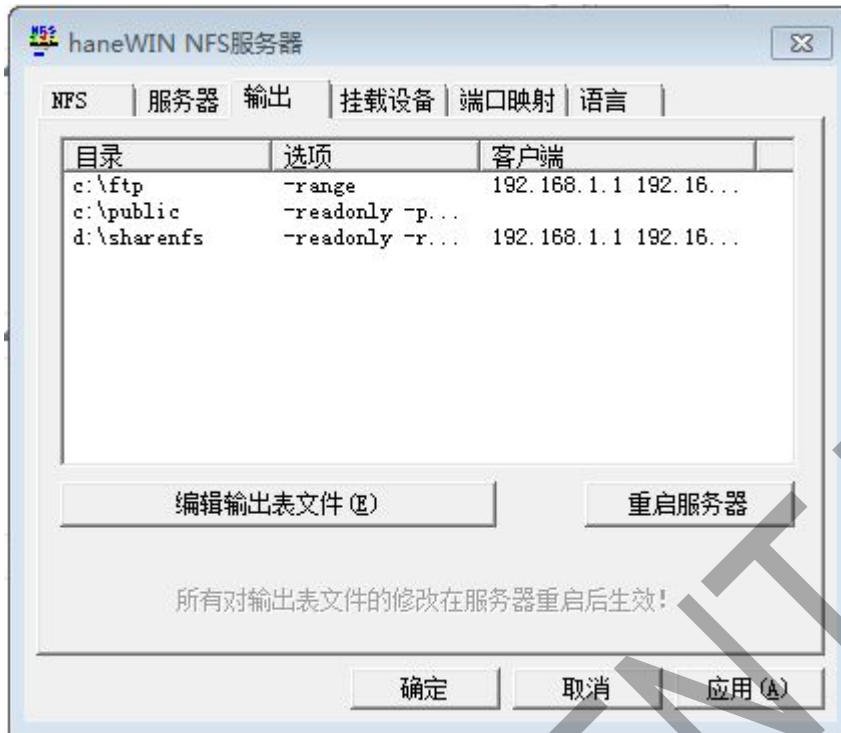 haneWIN NFS服务器
NFS 服务器 输出 挂载设备 端口映射 语言
目录 选项 客户端
c:\ftp -range 192.168.1.1 192.16...
c:\public -readonly -p...
d:\sharenfs -readonly -r... 192.168.1.1 192.16...
编辑输出表文件(E) 重启服务器
所有对输出表文件的修改在服务器重启后生效!
确定 取消 应用(A)